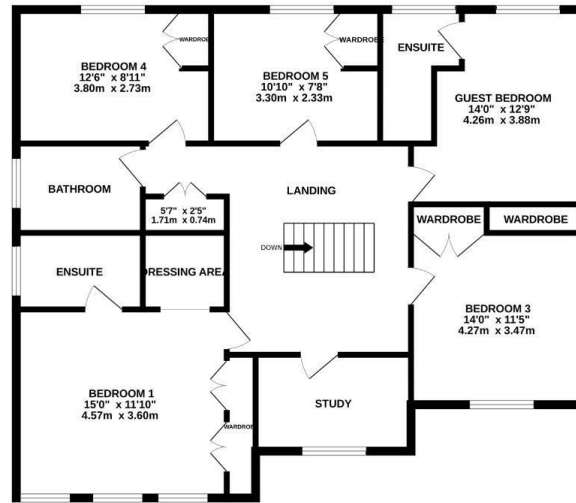 BEDROOM 4
12'6" x 8'11"
3.80m x 2.73m
WARDROBE
BEDROOM 5
10'10" x 7'8"
3.30m x 2.33m
WARDROBE
ENSUITE
GUEST BEDROOM
14'0" x 12'9"
4.26m x 3.88m
BATHROOM
5'7" x 2'5"
1.71m x 0.74m
LANDING
DOWN
WARDROBE
WARDROBE
ENSUITE
DRESSING AREA
BEDROOM 3
14'0" x 11'5"
4.27m x 3.47m
BEDROOM 1
15'0" x 11'10"
4.57m x 3.60m
WARDROBE
STUDY